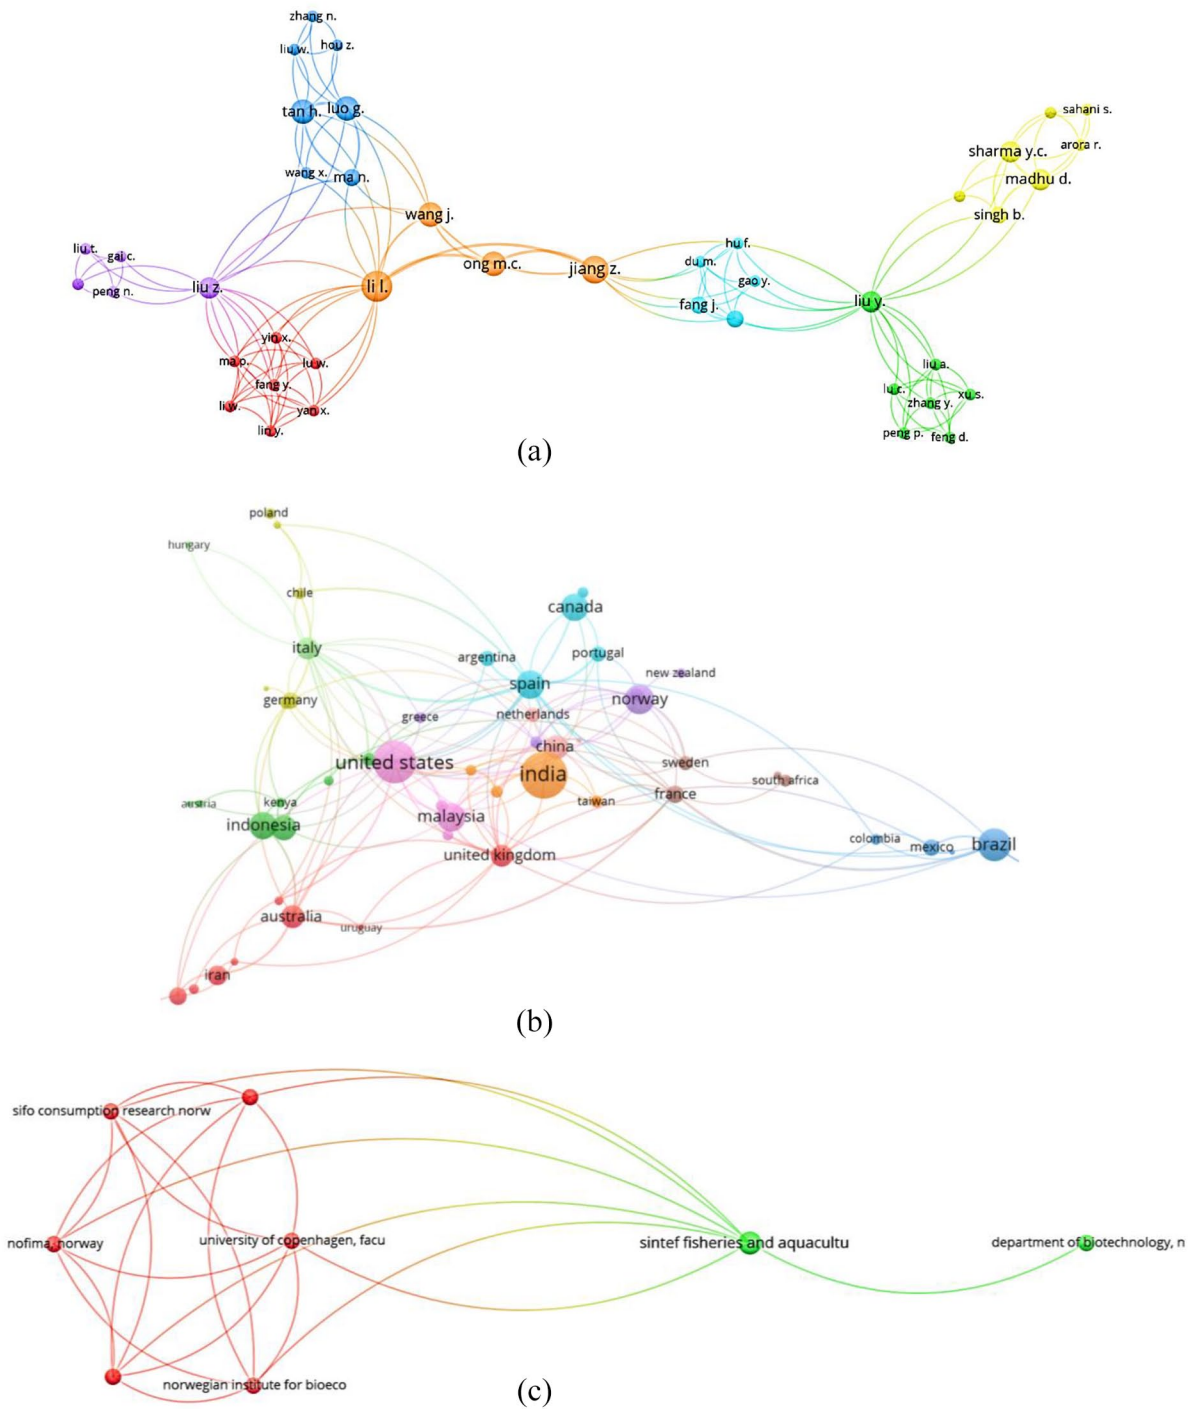 zhang n.
liu w.
hou z.
tan h.
luo g.
wang x.
ma n.
wang j.
liu t.
gai c.
peng n.
liu z.
li l.
ong m.c.
jiang z.
yin x.
ma p.
lu w.
fang y.
li w.
yan x.
lin y.
hu f.
du m.
gao y.
fang j.
liu y.
sahani s.
arora r.
sharma y.c.
madhu d.
singh b.
liu a.
lu c.
xu s.
zhang y.
peng p.
feng d.
(a)
poland
hungary
chile
canada
italy
argentina
portugal
spain
new zealand
germany
norway
greece
netherlands
china
united states
sweden
india
south africa
austria
kenya
taiwan
france
malaysia
indonesia
colombia
mexico
brazil
united kingdom
australia
uruguay
iran
(b)
sifo consumption research norw
nofima, norway
university of copenhagen, facu
sintef fisheries and aquacultu
department of biotechnology, n
norwegian institute for bioeco
(c)